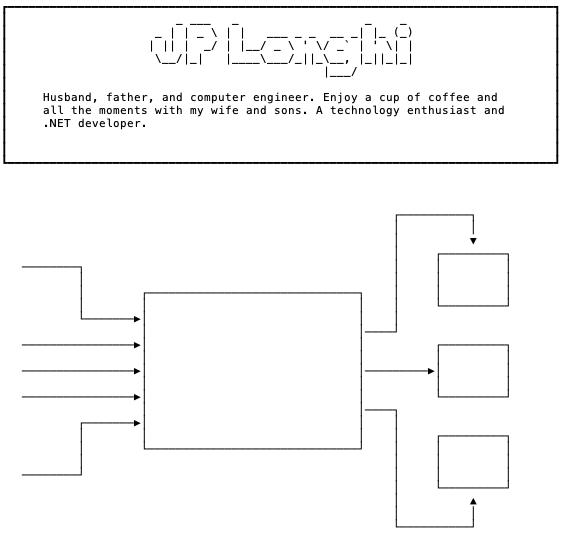 JP Longhi
Husband, father, and computer engineer. Enjoy a cup of coffee and
all the moments with my wife and sons. A technology enthusiast and
.NET developer.